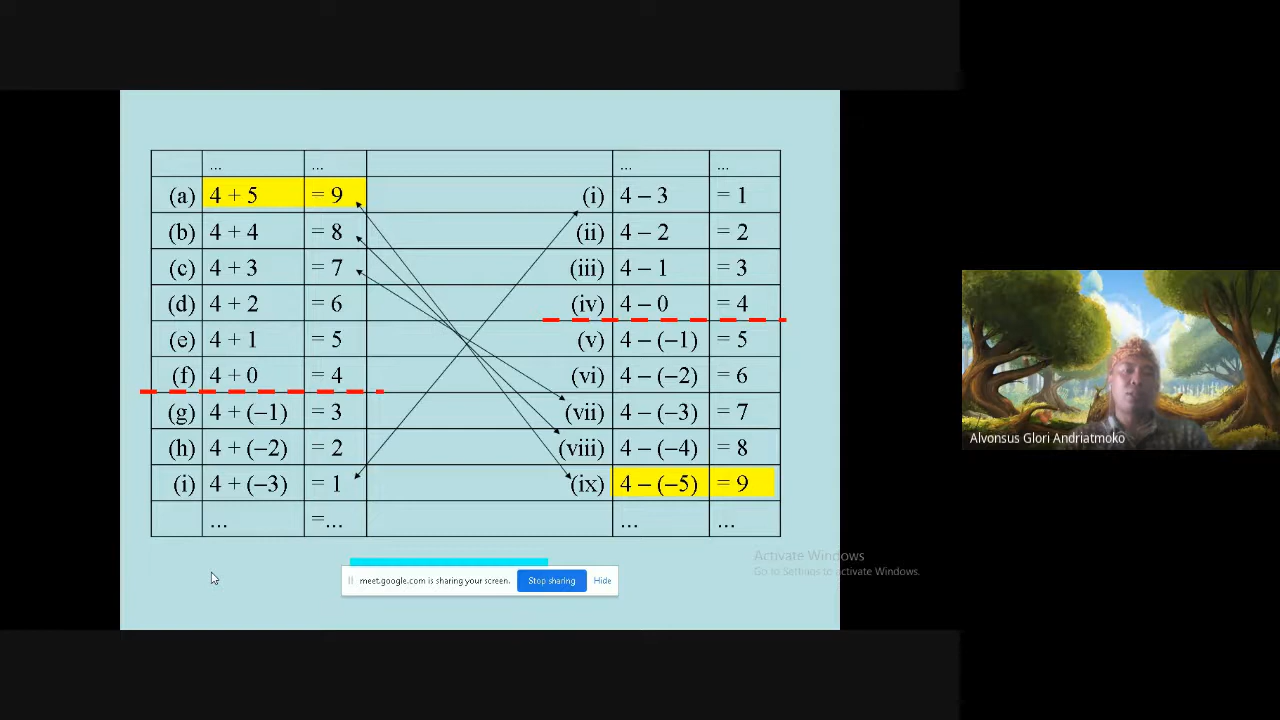 ... ... ... ...
(a) 4 + 5 = 9 (i) 4 − 3 = 1
(b) 4 + 4 = 8 (ii) 4 − 2 = 2
(c) 4 + 3 = 7 (iii) 4 − 1 = 3
(d) 4 + 2 = 6 (iv) 4 − 0 = 4
(e) 4 + 1 = 5 (v) 4 − (−1) = 5
(f) 4 + 0 = 4 (vi) 4 − (−2) = 6
(g) 4 + (−1) = 3 (vii) 4 − (−3) = 7
(h) 4 + (−2) = 2 (viii) 4 − (−4) = 8
(i) 4 + (−3) = 1 (ix) 4 − (−5) = 9
... =... ... ...
Alvonsus Glori Andriatmoko
Activate Windows
Go to Settings to activate Windows.
meet.google.com is sharing your screen. Stop sharing Hide